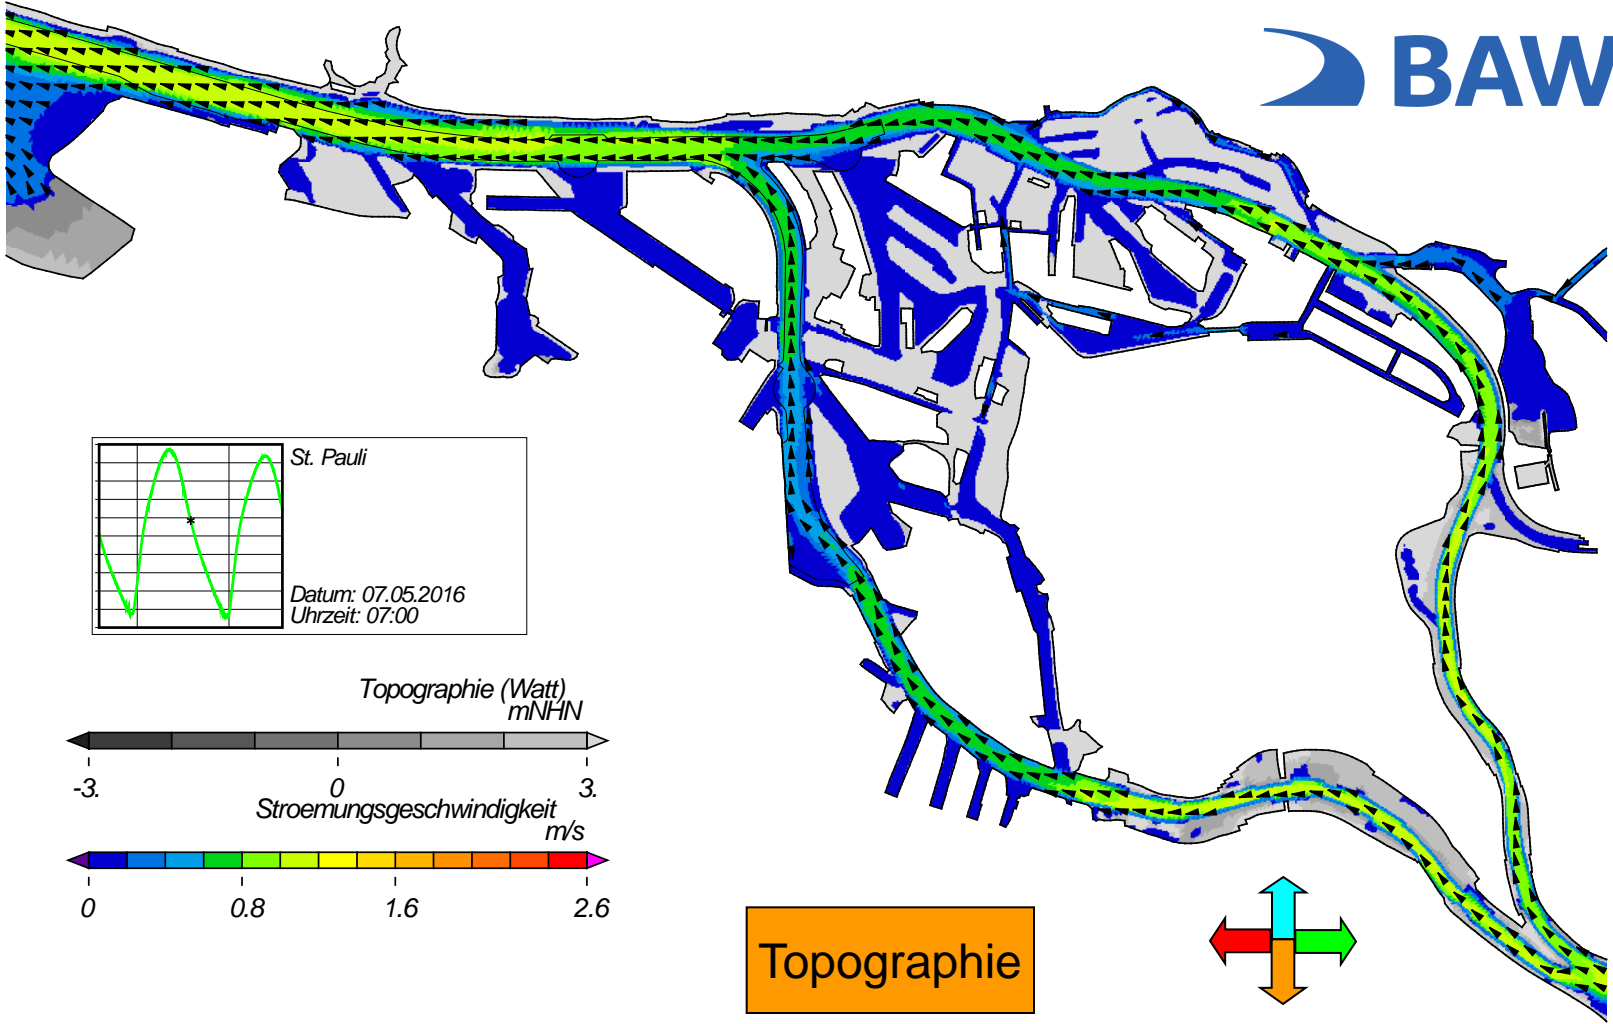 BAW
St. Pauli
Datum: 07.05.2016
Uhrzeit: 07:00
Topographie (Watt)
mNHN
-3. 0 3.
Stroemungsgeschwindigkeit
m/s
0 0.8 1.6 2.6
Topographie